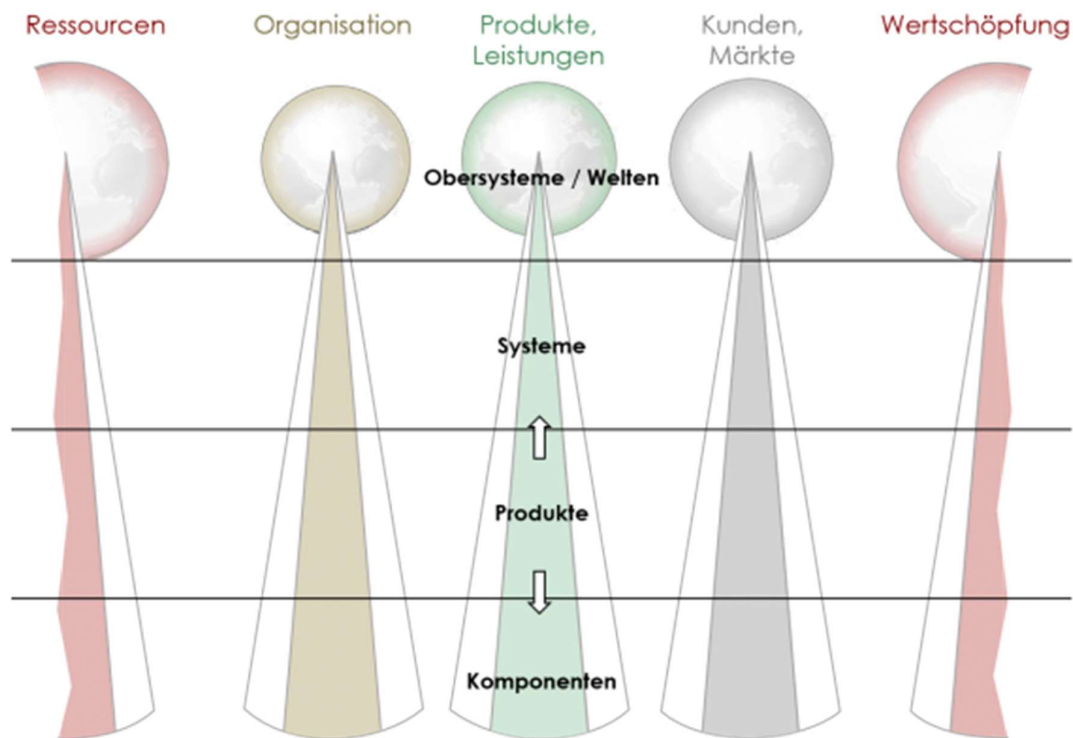 Ressourcen
Organisation
Produkte,
Leistungen
Kunden,
Märkte
Wertschöpfung
Obersysteme / Welten
Systeme
Produkte
Komponenten